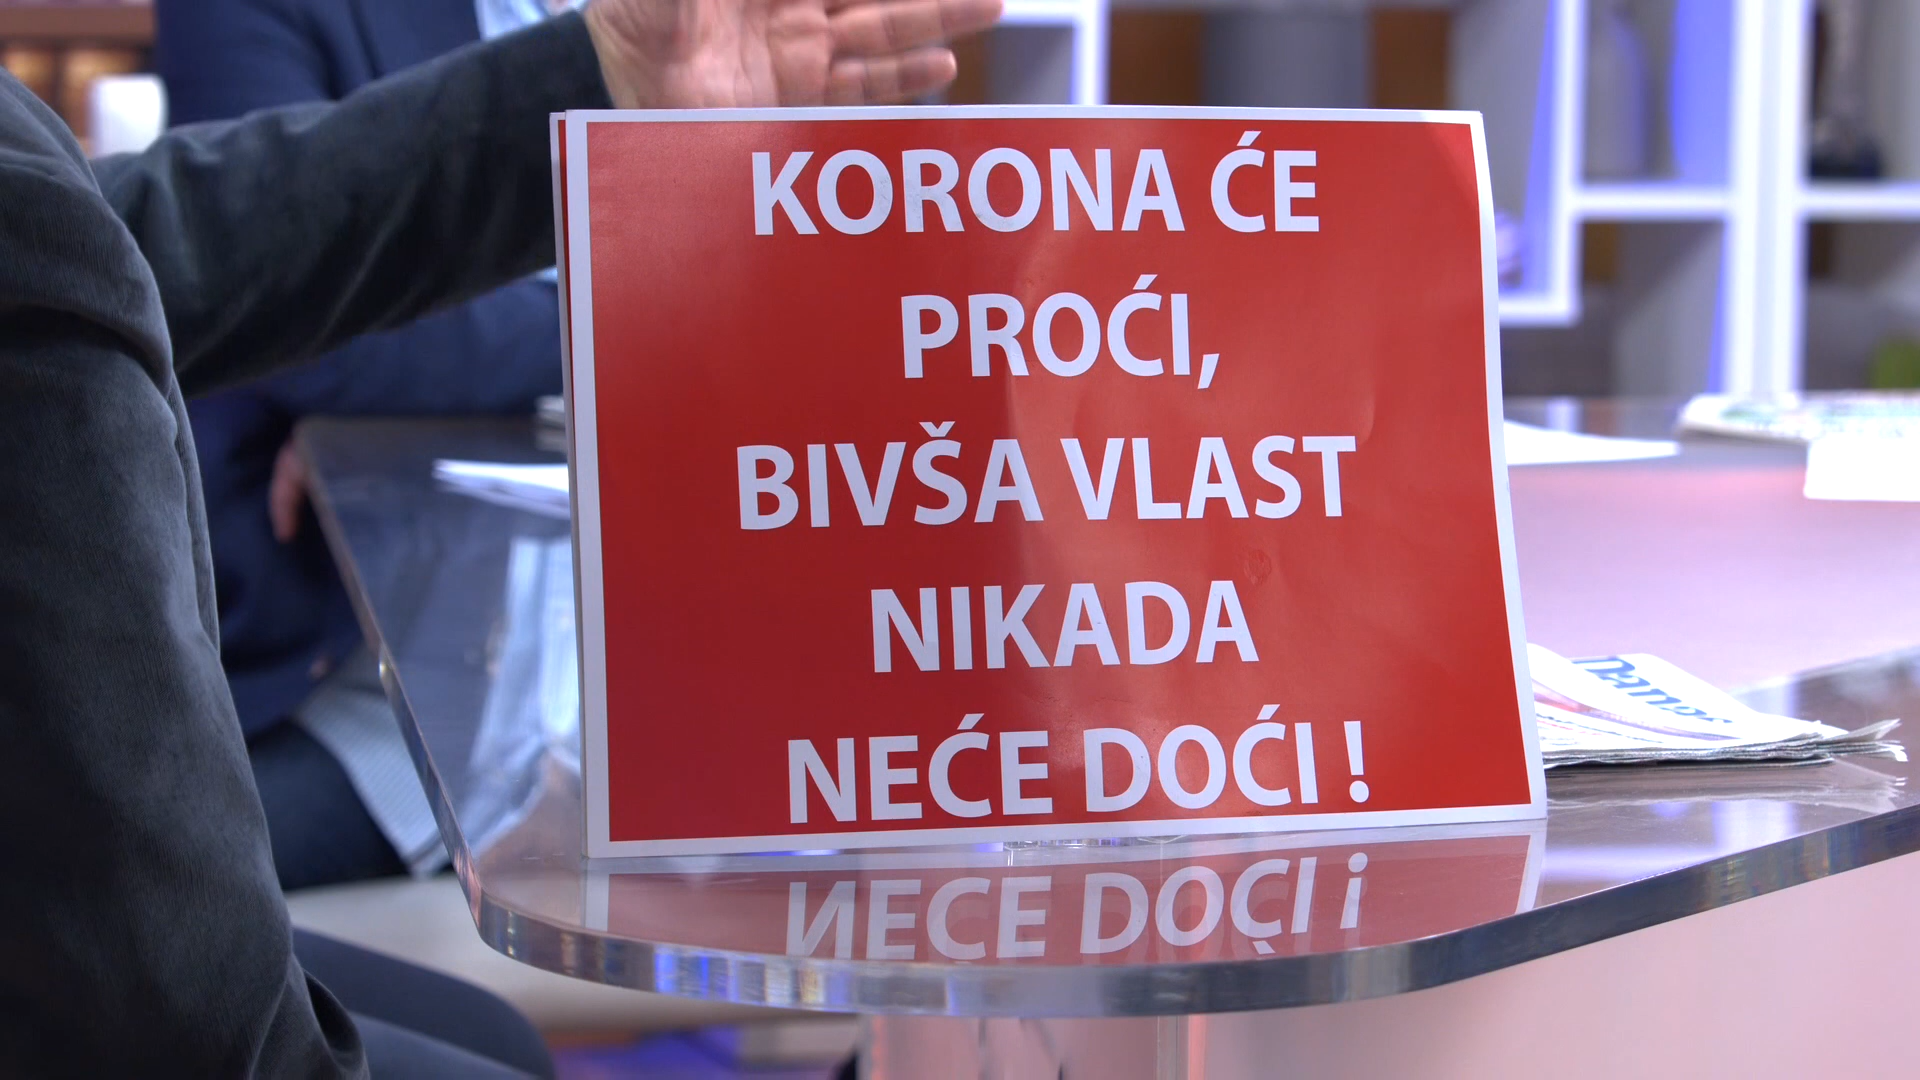 KORONA ĆE
PROĆI,
BIVŠA VLAST
NIKADA
NEĆE DOĆI !